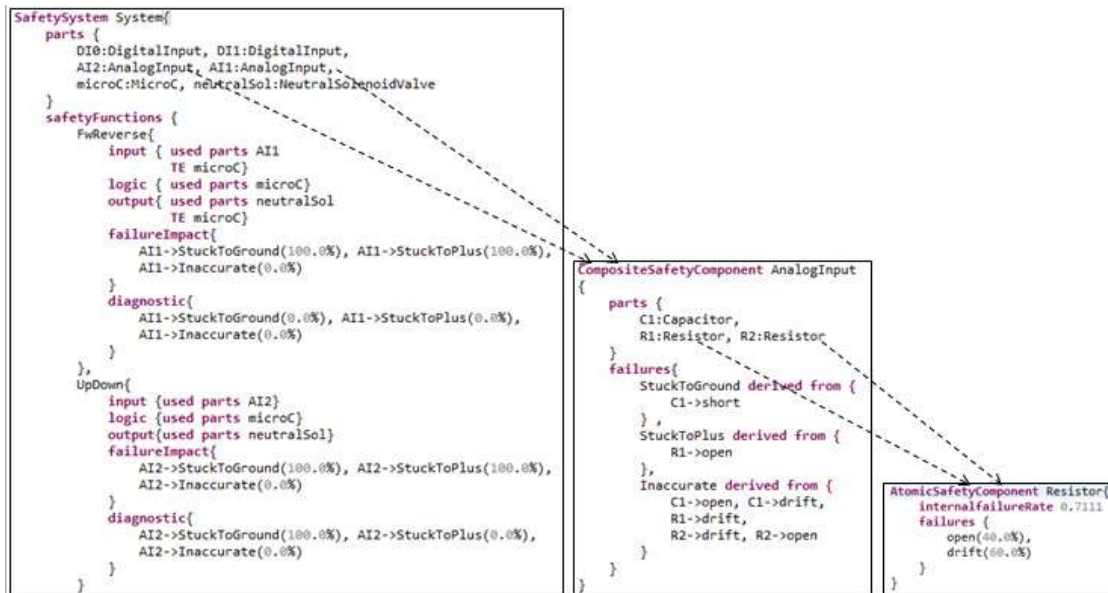 SafetySystem System{
parts {
DI0:DigitalInput, DI1:DigitalInput,
AI2:AnalogInput, AI1:AnalogInput,
microC:MicroC, neutralSol:NeutralSolenoidValve
}
safetyFunctions {
FwReverse{
input { used parts AI1
TE microC}
logic { used parts microC}
output{ used parts neutralSol
TE microC}
failureImpact{
AI1->StuckToGround(100.0%), AI1->StuckToPlus(100.0%),
AI1->Inaccurate(0.0%)
}
diagnostic{
AI1->StuckToGround(0.0%), AI1->StuckToPlus(0.0%),
AI1->Inaccurate(0.0%)
}
},
UpDown{
input {used parts AI2}
logic {used parts microC}
output{used parts neutralSol}
failureImpact{
AI2->StuckToGround(100.0%), AI2->StuckToPlus(100.0%),
AI2->Inaccurate(0.0%)
}
diagnostic{
AI2->StuckToGround(100.0%), AI2->StuckToPlus(0.0%),
AI2->Inaccurate(0.0%)
}
}
CompositeSafetyComponent AnalogInput
{
parts {
C1:Capacitor,
R1:Resistor, R2:Resistor
}
failures{
StuckToGround derived from {
C1->short
} ,
StuckToPlus derived from {
R1->open
},
Inaccurate derived from {
C1->open, C1->drift,
R1->drift,
R2->drift, R2->open
}
}
}
AtomicSafetyComponent Resistor{
internalfailureRate 0.7111
failures {
open(40.0%),
drift(60.0%)
}
}